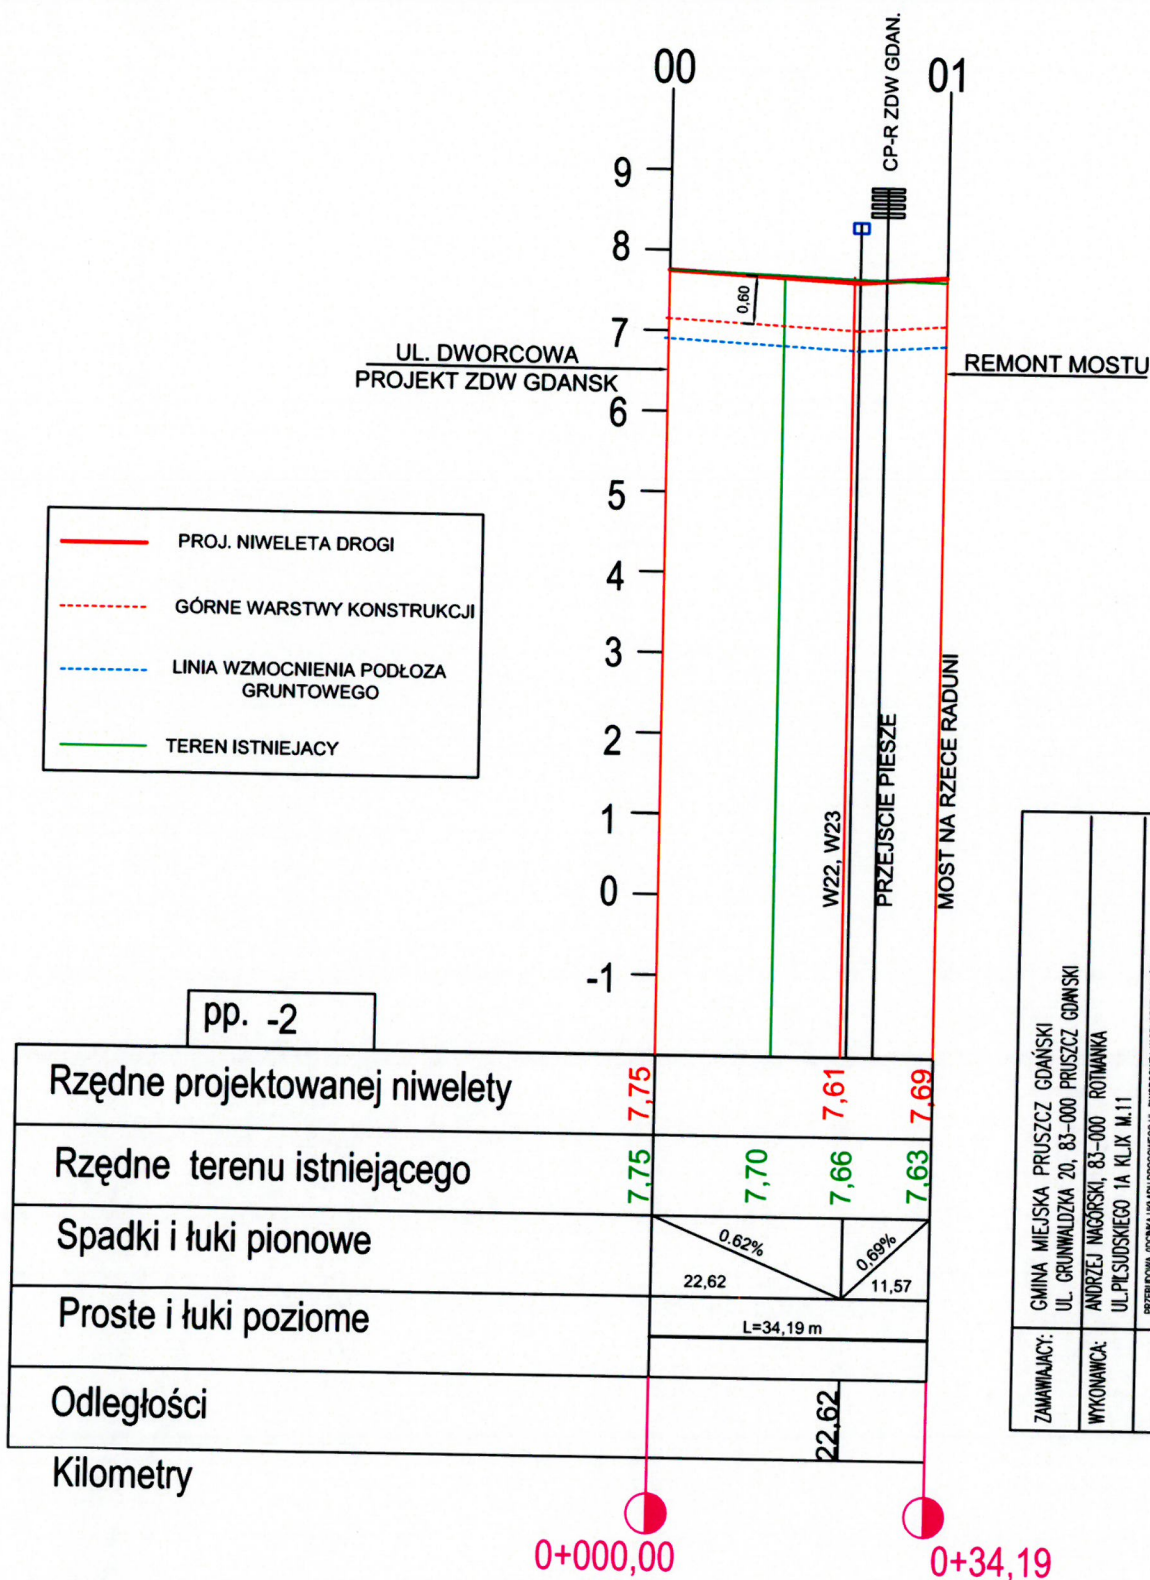 00
01
CP-R ZDW GDAN.
9
8
7
6
5
4
3
2
1
0
-1
0,60
UL. DWORCOWA
PROJEKT ZDW GDANSK
REMONT MOSTU
PROJ. NIWELETA DROGI
GÓRNE WARSTWY KONSTRUKCJI
LINIA WZMOCNIENIA PODŁOZA
GRUNTOWEGO
TEREN ISTNIEJACY
W22, W23
PRZEJSCIE PIESZE
MOST NA RZECE RADUNI
pp. -2
Rzędne projektowanej niwelety
7,75
7,61
7,69
Rzędne terenu istniejącego
7,75
7,70
7,66
7,63
Spadki i łuki pionowe
0.62%
22,62
0,69%
11,57
Proste i łuki poziome
L=34,19 m
Odległości
22,62
Kilometry
0+000,00
0+34,19
ZAMAWIAJACY:
GMINA MIEJSKA PRUSZCZ GDAŃSKI
UL. GRUNWALDZKA 20, 83-000 PRUSZCZ GDAŃSKI
WYKONAWCA:
ANDRZEJ NAGÓRSKI, 83-000 ROTMANKA
UL.PIŁSUDSKIEGO 1A KL.IX M.11